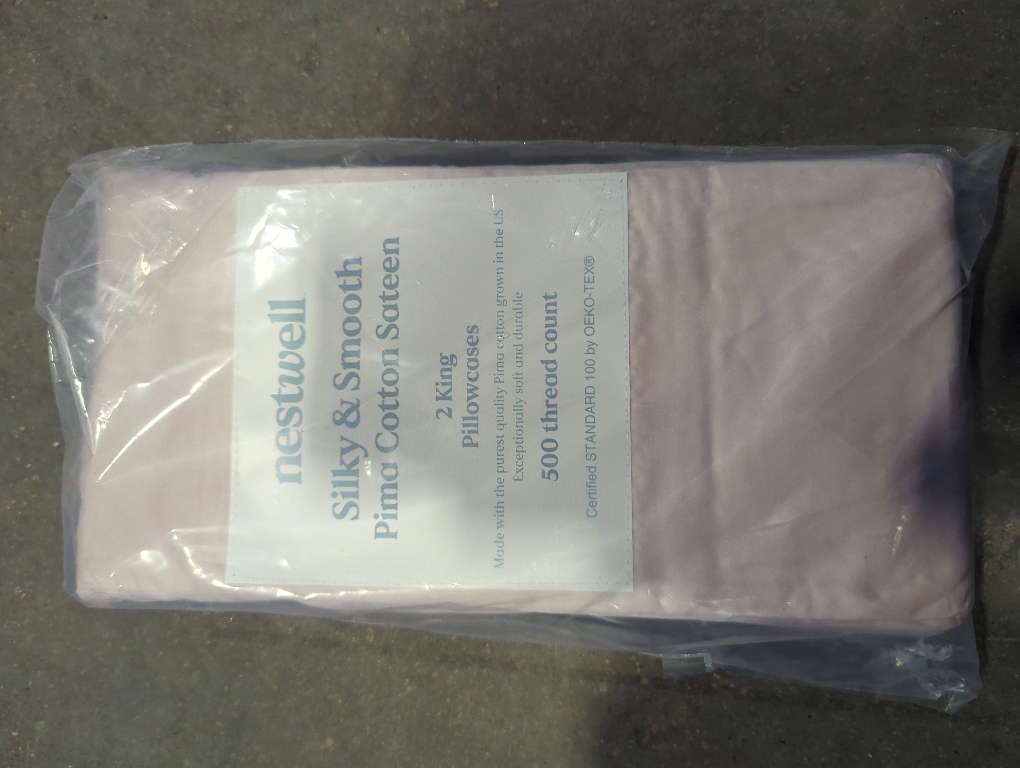 nestwell
Silky & Smooth
Pima Cotton Sateen
2 King
Pillowcases
Made with the purest quality Pima cotton grown in the US
Exceptionally soft and durable
500 thread count
Certified STANDARD 100 by OEKO-TEX®